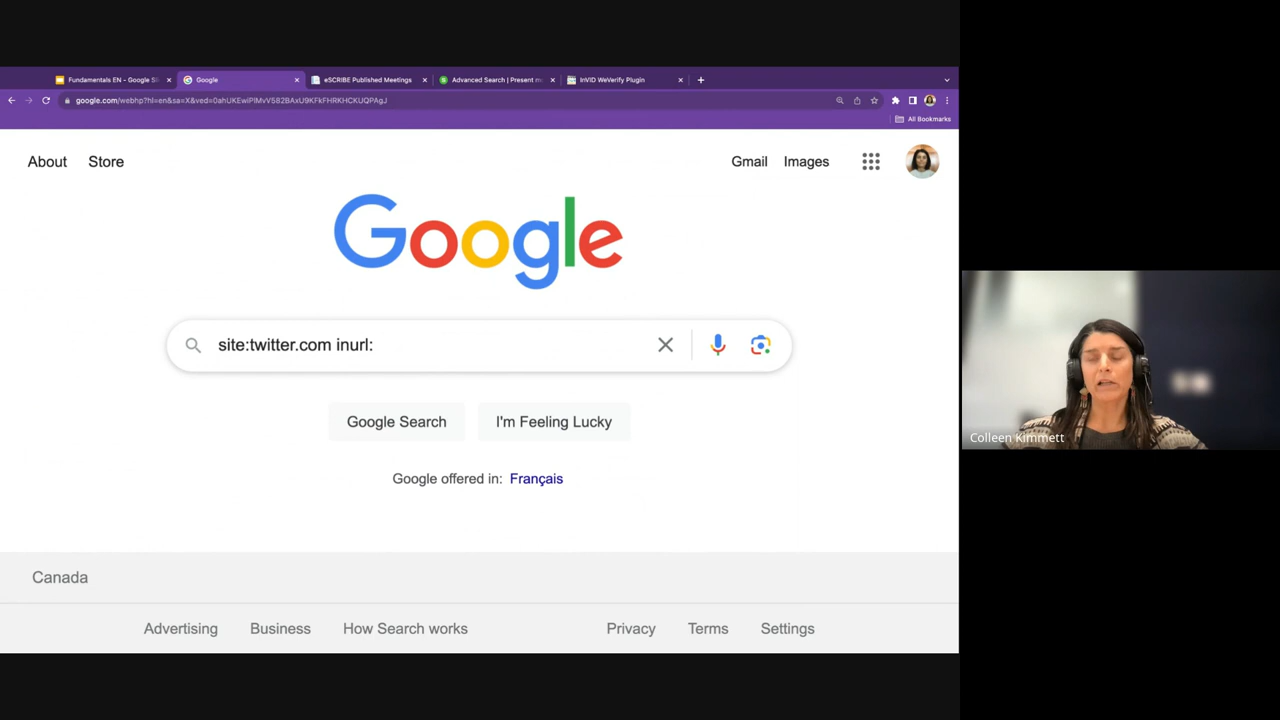 Fundamentals EN - Google Sli
Google
eSCRIBE Published Meetings
Advanced Search | Present m
InVID WeVerify Plugin
All Bookmarks
About
Store
Gmail
Images
Google
site:twitter.com inurl:
Google Search
I'm Feeling Lucky
Google offered in: Français
Canada
Advertising
Business
How Search works
Privacy
Terms
Settings
Colleen Kimmett